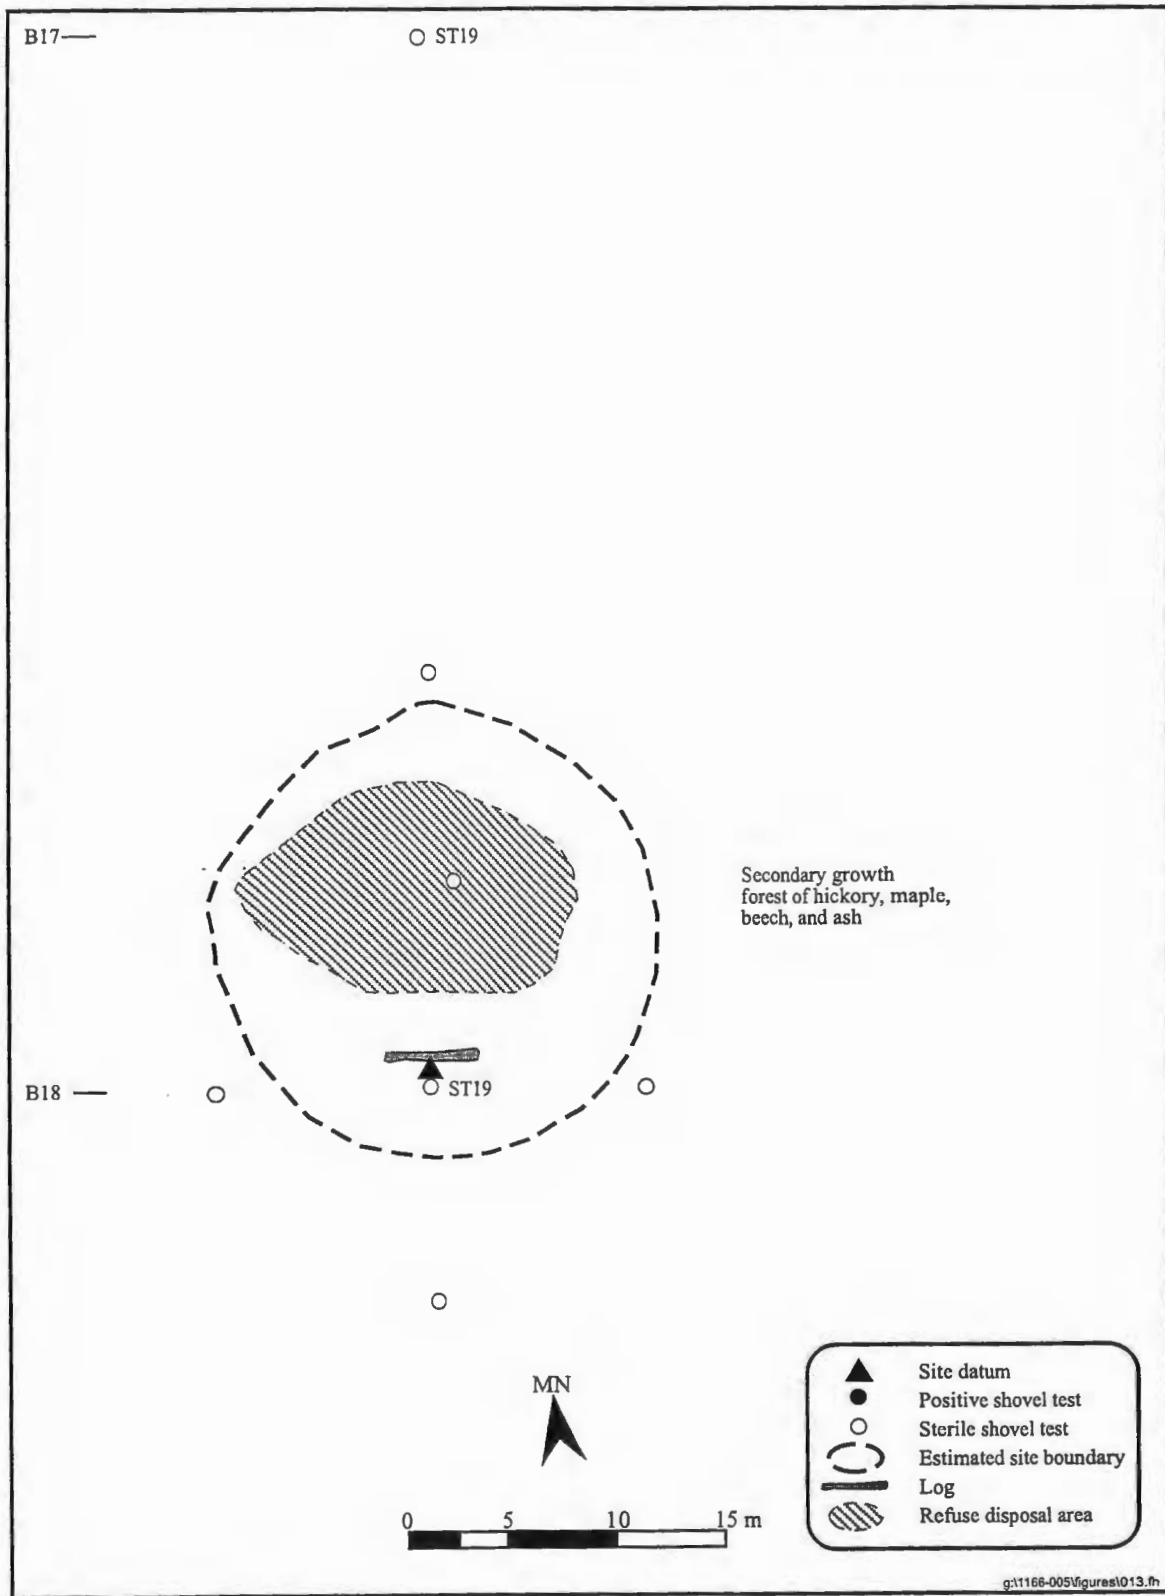 B17
ST19
Secondary growth
forest of hickory, maple,
beech, and ash
B18
ST19
MN
0 5 10 15 m
Site datum
Positive shovel test
Sterile shovel test
Estimated site boundary
Log
Refuse disposal area
g:\1166-005\figures\013.fh